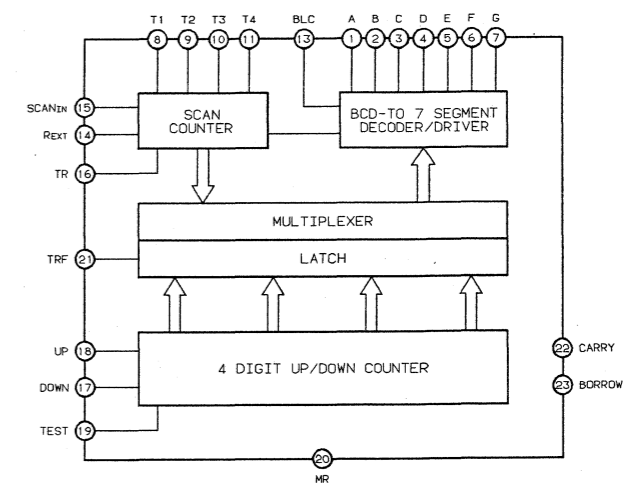 T1 T2 T3 T4 BLC A B C D E F G
8 9 10 11 13 1 2 3 4 5 6 7
SCANIN 15
SCAN COUNTER
BCD-TO 7 SEGMENT DECODER/DRIVER
REXT 14
TR 16
MULTIPLEXER
TRF 21
LATCH
UP 18
4 DIGIT UP/DOWN COUNTER
22 CARRY
DOWN 17
23 BORROW
TEST 19
20
MR